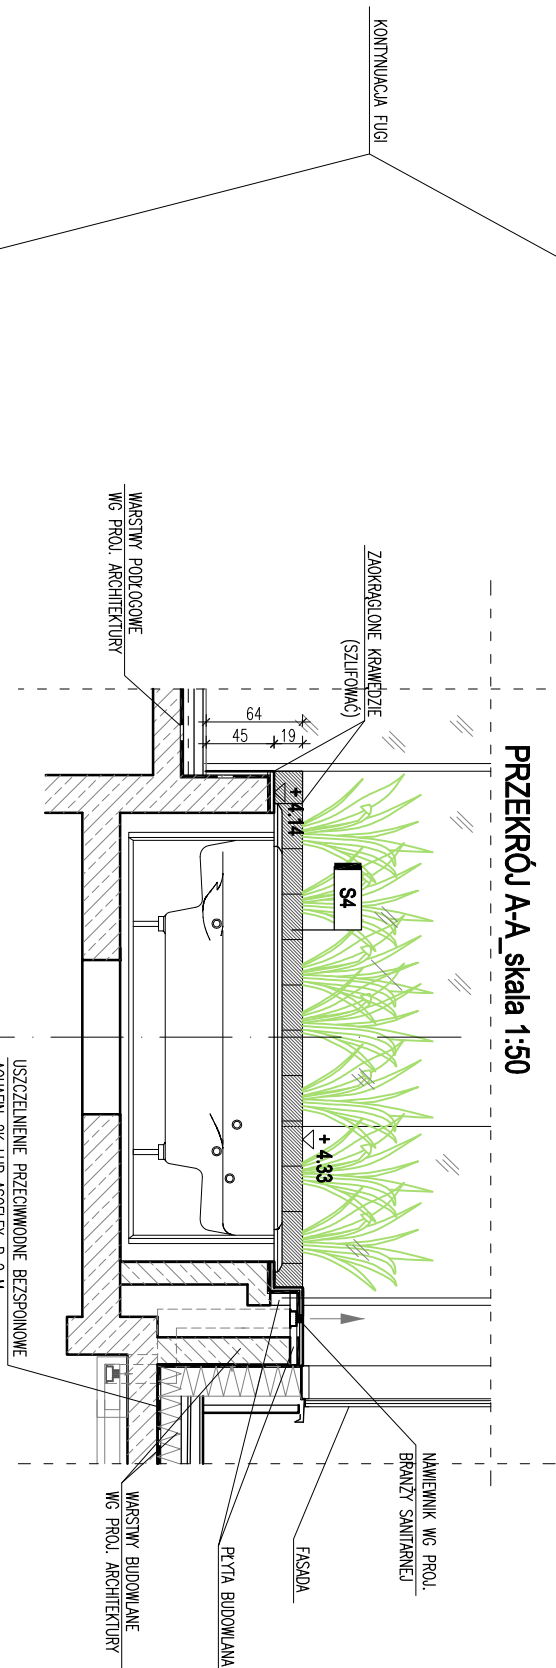 PRZEKRÓJ A-A_skala 1:50
KONTYNUACJA FUGI
ZAOKRĄGLONE KRAWĘDZIE
(SZLIFOWAĆ)
WARSTWY PODŁOGOWE
WG PROJ. ARCHITEKTURY
64
45
19
+ 4.14
S4
+ 4.33
NAWIEWNIK WG PROJ.
BRANŻY SANITARNEJ
FASADA
PŁYTA BUDOWLANA
WARSTWY BUDOWLANE
WG PROJ. ARCHITEKTURY
USZCZELNIENIE PRZECIWWODNE BEZSPOINOWE